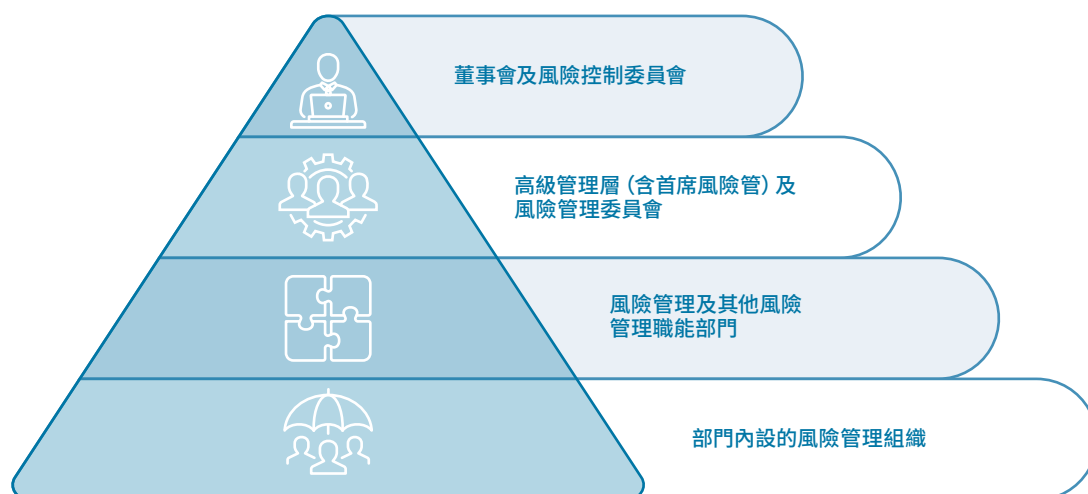 董事會及風險控制委員會
高級管理層（含首席風險管）及
風險管理委員會
風險管理及其他風險
管理職能部門
部門內設的風險管理組織